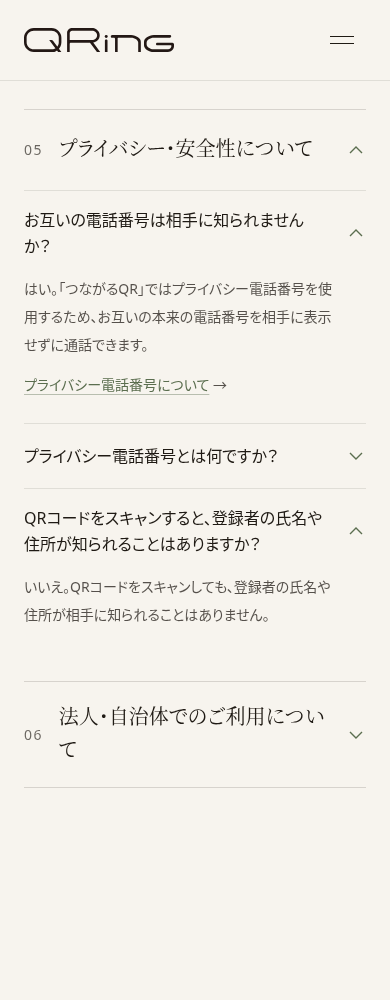 QRing
05 プライバシー・安全性について
お互いの電話番号は相手に知られません
か？
はい。「つながるQR」ではプライバシー電話番号を使
用するため、お互いの本来の電話番号を相手に表示
せずに通話できます。
プライバシー電話番号について →
プライバシー電話番号とは何ですか？
QRコードをスキャンすると、登録者の氏名や
住所が知られることはありますか？
いいえ。QRコードをスキャンしても、登録者の氏名や
住所が相手に知られることはありません。
06 法人・自治体でのご利用につい
て